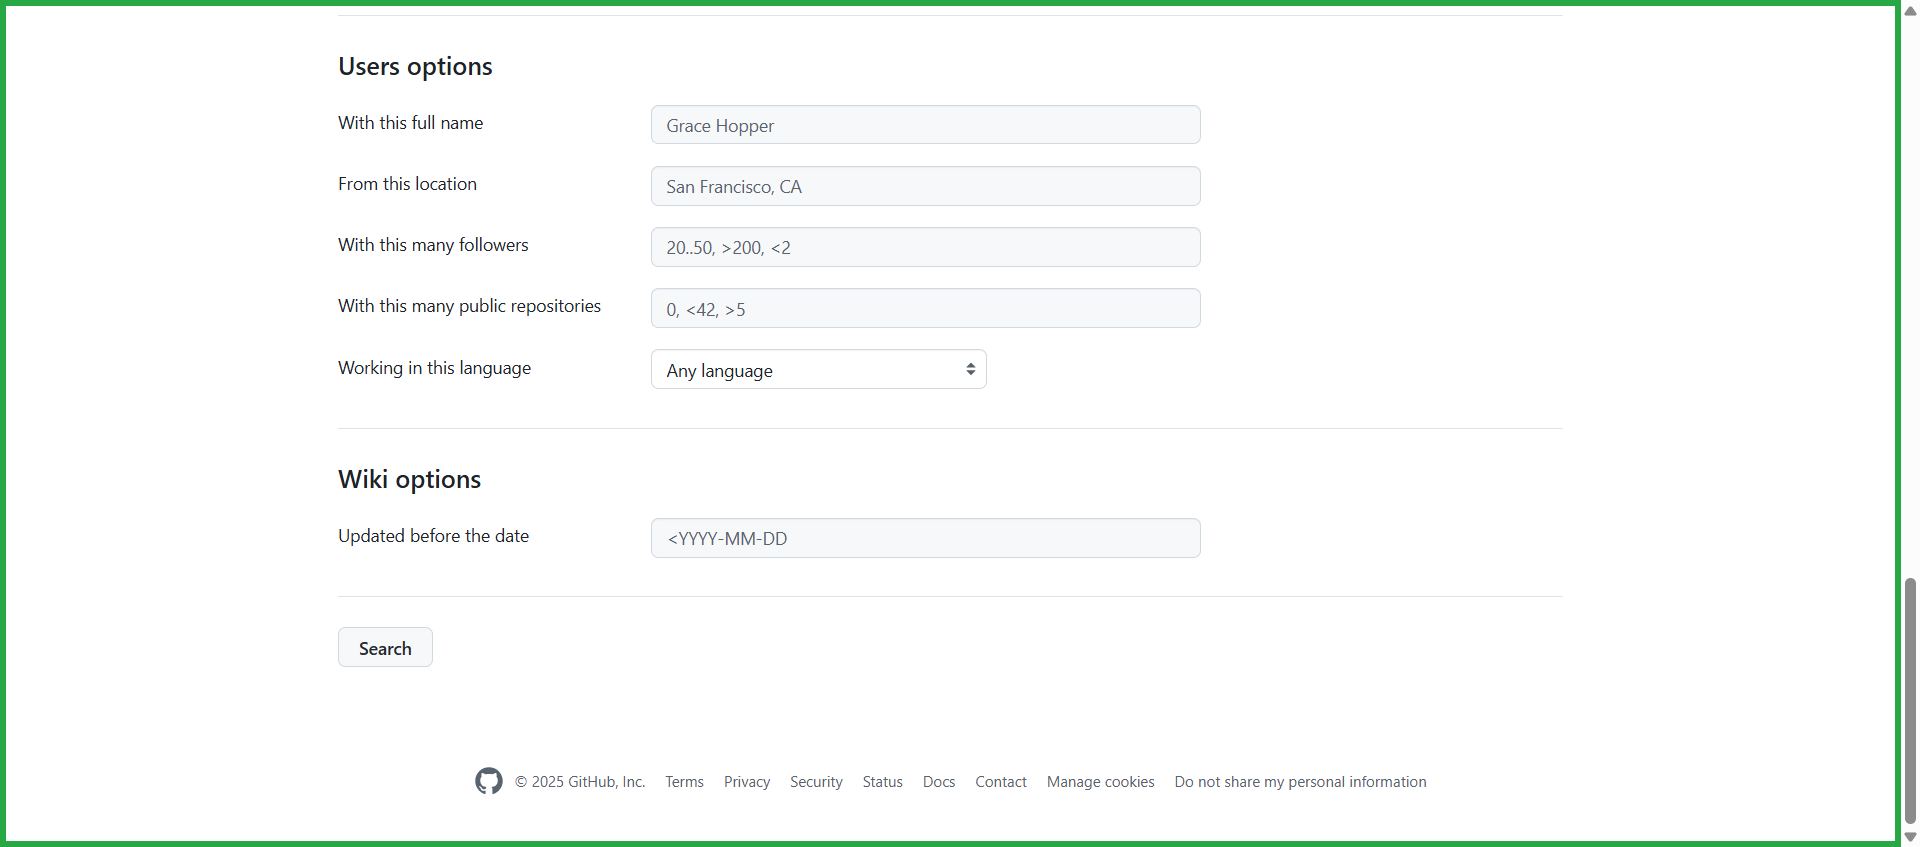 Users options
With this full name
Grace Hopper
From this location
San Francisco, CA
With this many followers
20..50, >200, <2
With this many public repositories
0, <42, >5
Working in this language
Any language
Wiki options
Updated before the date
<YYYY-MM-DD
Search
© 2025 GitHub, Inc. Terms Privacy Security Status Docs Contact Manage cookies Do not share my personal information